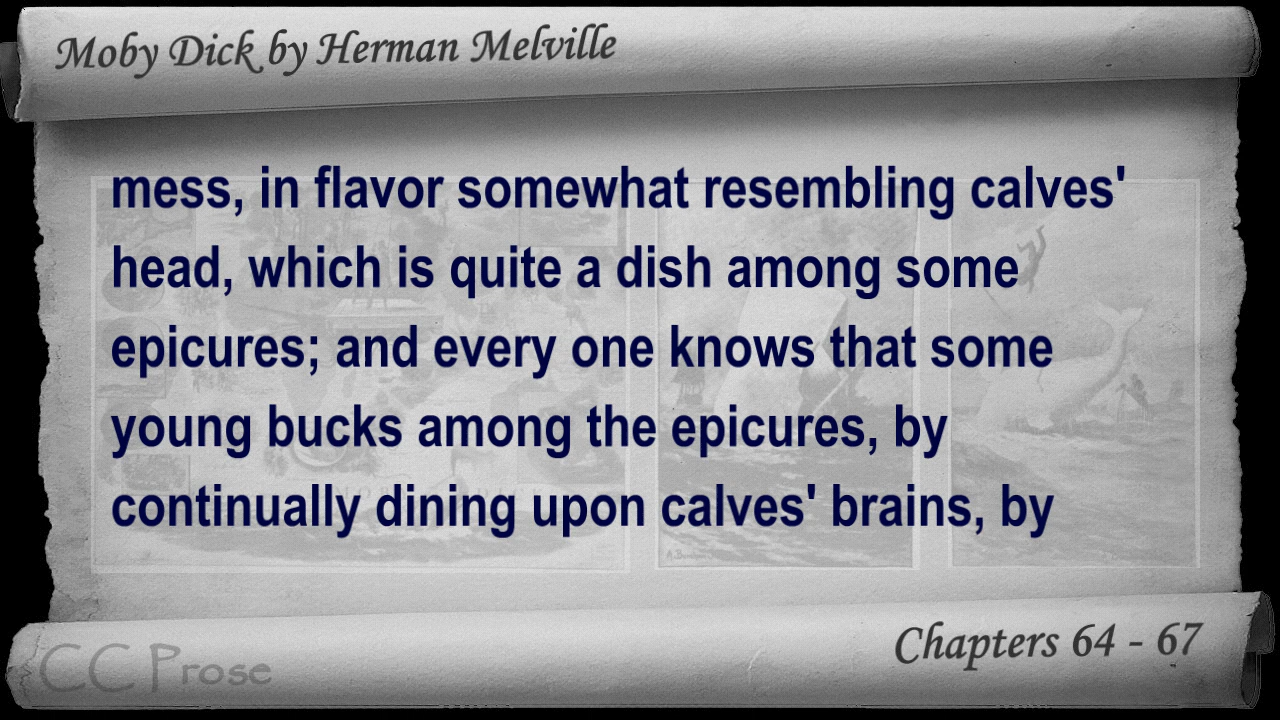 Moby Dick by Herman Melville
mess, in flavor somewhat resembling calves'
head, which is quite a dish among some
epicures; and every one knows that some
young bucks among the epicures, by
continually dining upon calves' brains, by
Chapters 64 - 67
CC Prose